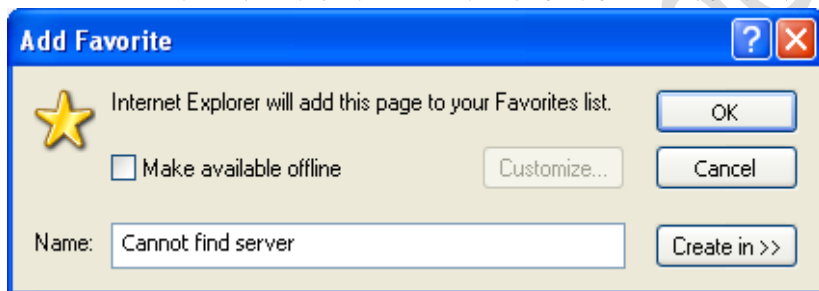 Add Favorite
?
Internet Explorer will add this page to your Favorites list.
OK
Make available offline
Customize...
Cancel
Name: Cannot find server
Create in >>